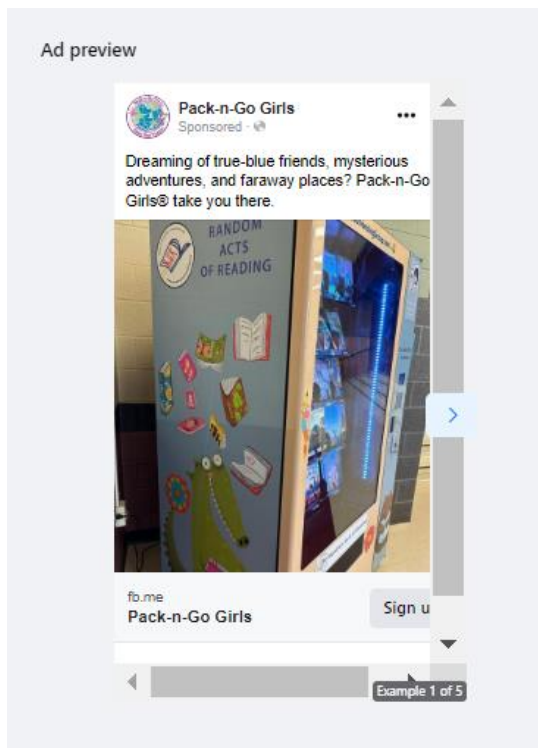 Ad preview
Pack-n-Go Girls
Sponsored ·
Dreaming of true-blue friends, mysterious
adventures, and faraway places? Pack-n-Go
Girls® take you there.
RANDOM
ACTS
OF READING
fb.me
Pack-n-Go Girls
Sign u
Example 1 of 5